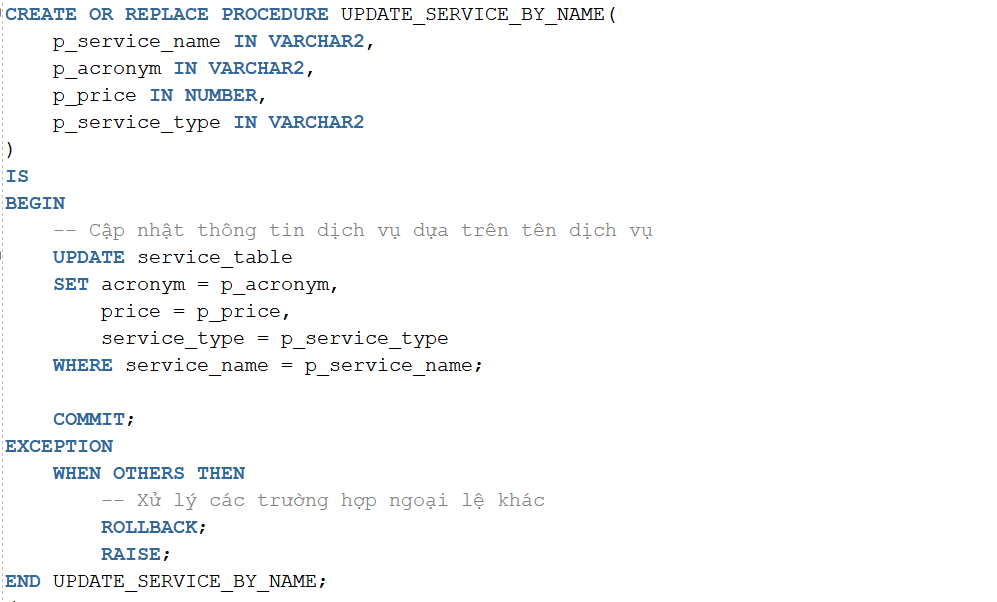 CREATE OR REPLACE PROCEDURE UPDATE_SERVICE_BY_NAME(
    p_service_name IN VARCHAR2,
    p_acronym IN VARCHAR2,
    p_price IN NUMBER,
    p_service_type IN VARCHAR2
)
IS
BEGIN
    -- Cập nhật thông tin dịch vụ dựa trên tên dịch vụ
    UPDATE service_table
    SET acronym = p_acronym,
        price = p_price,
        service_type = p_service_type
    WHERE service_name = p_service_name;
    COMMIT;
EXCEPTION
    WHEN OTHERS THEN
        -- Xử lý các trường hợp ngoại lệ khác
        ROLLBACK;
        RAISE;
END UPDATE_SERVICE_BY_NAME;